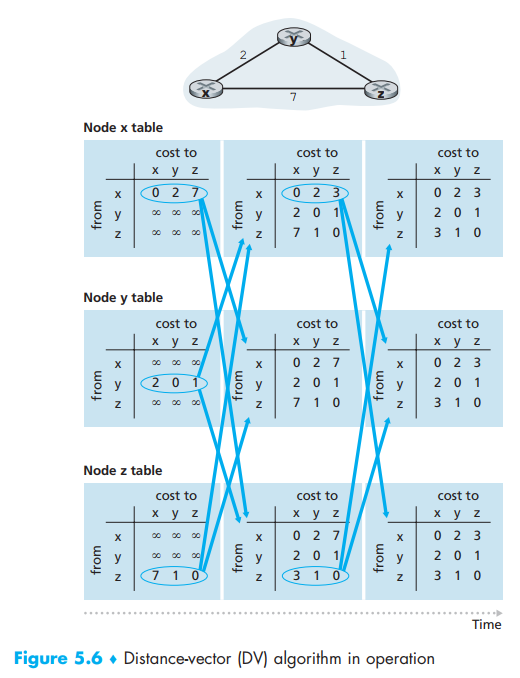 y
2 1
x z
7
Node x table
cost to cost to cost to
x y z x y z x y z
from x 0 2 7 from x 0 2 3 from x 0 2 3
y ∞ ∞ ∞ y 2 0 1 y 2 0 1
z ∞ ∞ ∞ z 7 1 0 z 3 1 0
Node y table
cost to cost to cost to
x y z x y z x y z
from x ∞ ∞ ∞ from x 0 2 7 from x 0 2 3
y 2 0 1 y 2 0 1 y 2 0 1
z ∞ ∞ ∞ z 7 1 0 z 3 1 0
Node z table
cost to cost to cost to
x y z x y z x y z
from x ∞ ∞ ∞ from x 0 2 7 from x 0 2 3
y ∞ ∞ ∞ y 2 0 1 y 2 0 1
z 7 1 0 z 3 1 0 z 3 1 0
Time
Figure 5.6 ♦ Distance-vector (DV) algorithm in operation